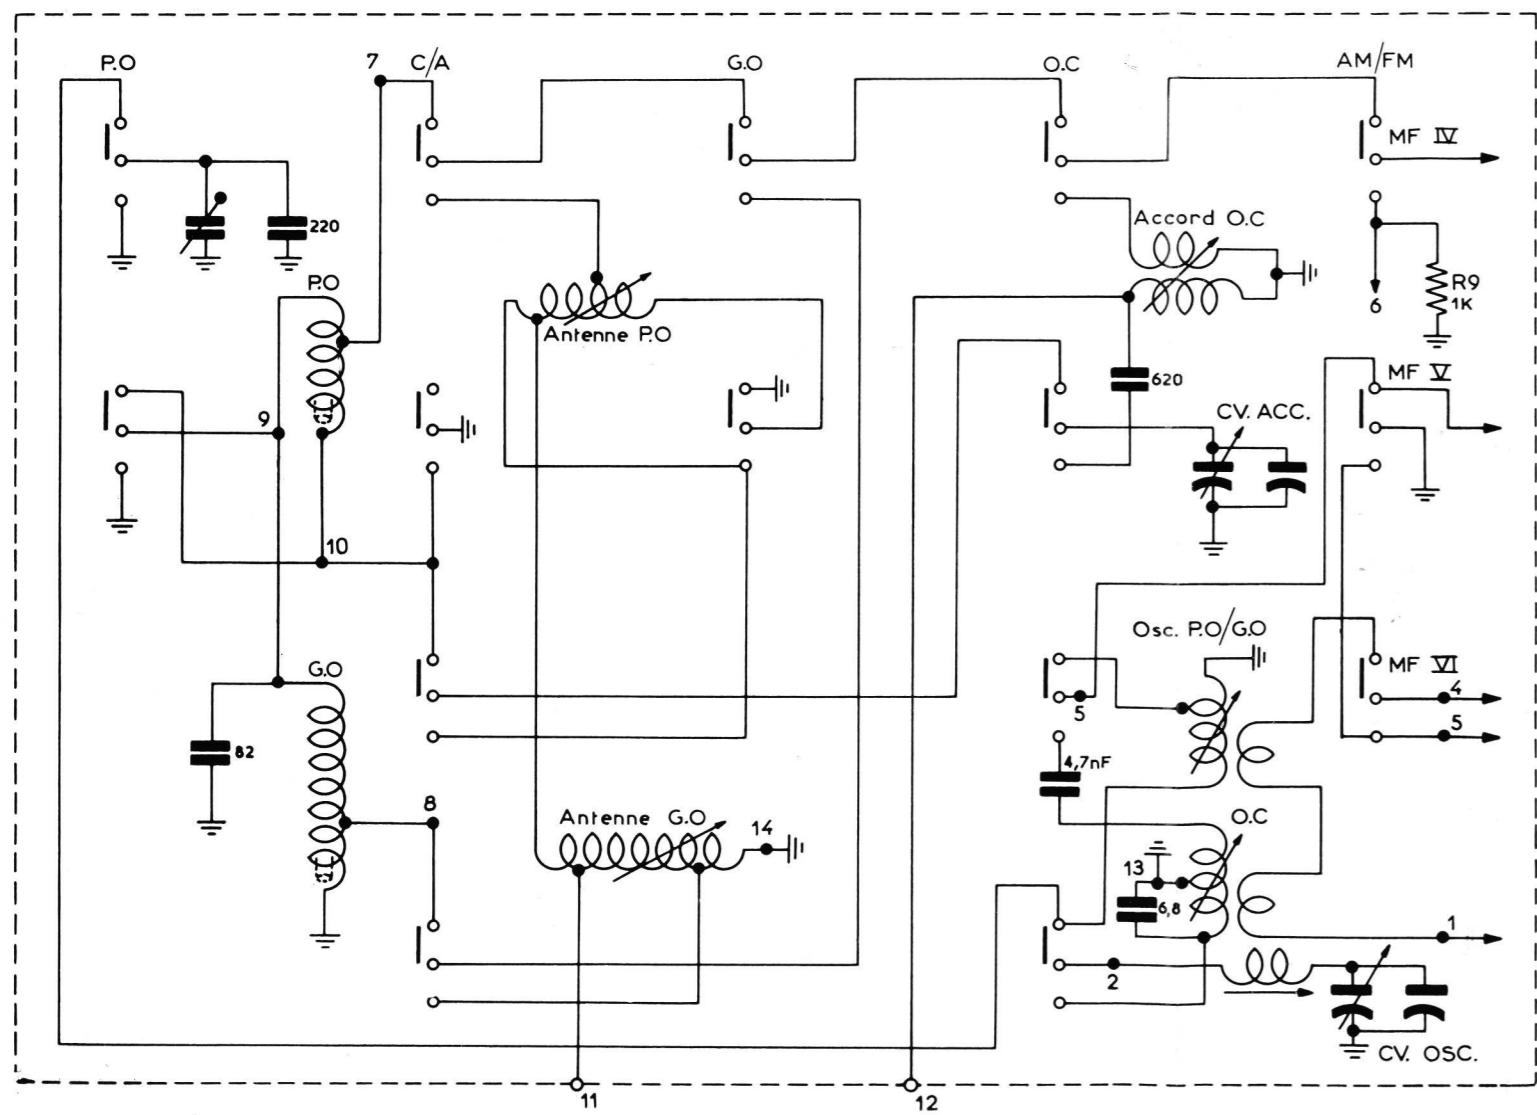 P.O
7
C/A
G.O
O.C
AM/FM
MF IV
220
Accord O.C
P.O
R9
1K
6
Antenne P.O
620
MF V
CV. ACC.
9
10
Osc. P.O/G.O
G.O
MF VI
4
5
5
82
4,7nF
8
Antenne G.O
14
O.C
13
6,8
1
2
CV. OSC.
11
12